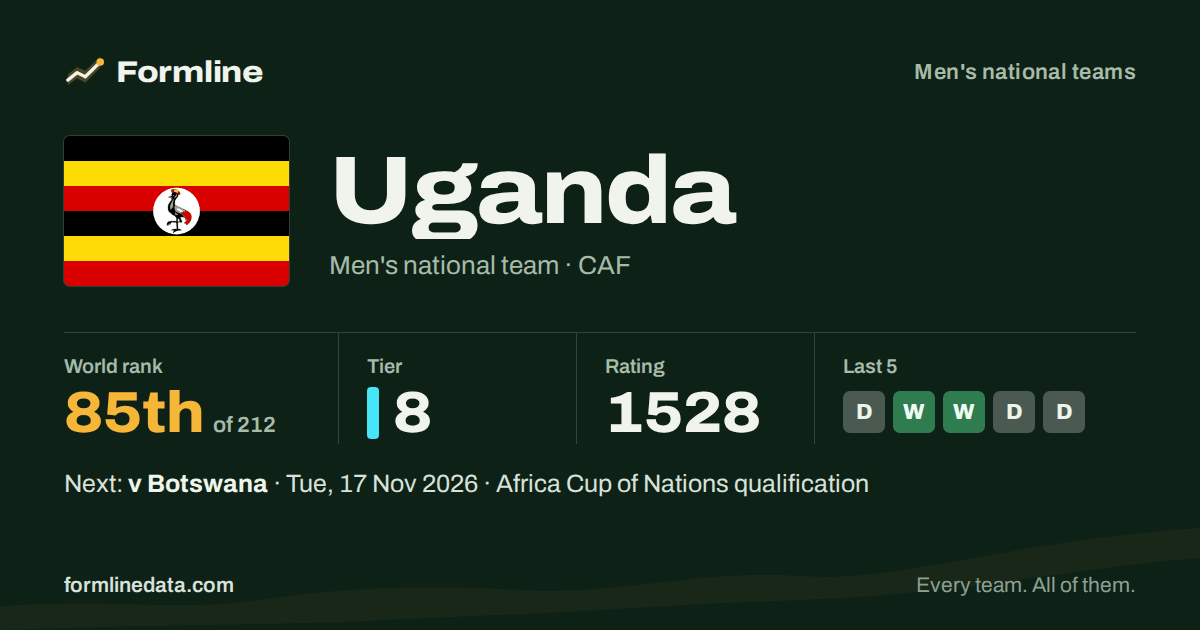 Formline
Men's national teams
Uganda
Men's national team · CAF
World rank
85th of 212
Tier
8
Rating
1528
Last 5
D W W D D
Next: v Botswana · Tue, 17 Nov 2026 · Africa Cup of Nations qualification
formlinedata.com
Every team. All of them.